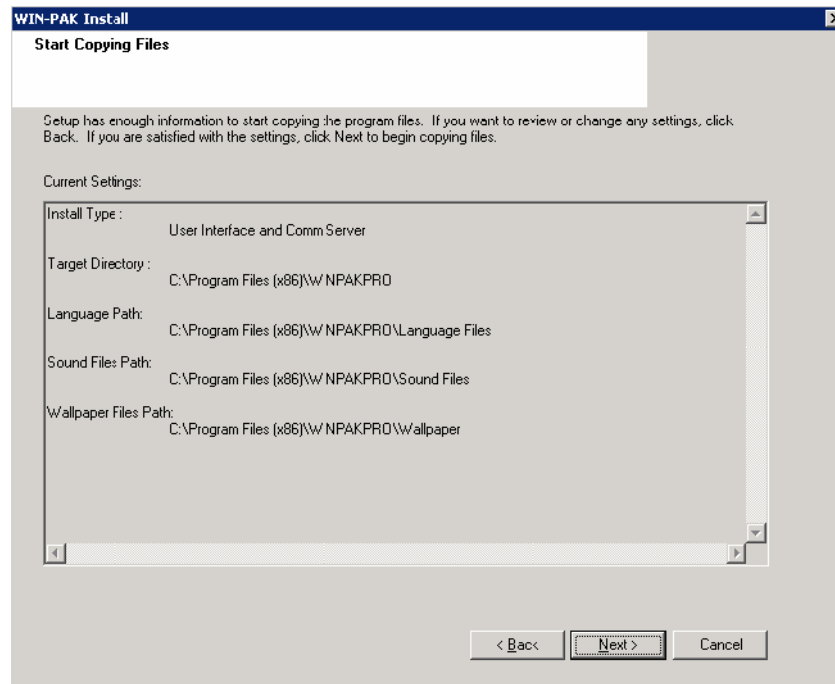 WIN-PAK Install
Start Copying Files
Setup has enough information to start copying the program files. If you want to review or change any settings, click
Back. If you are satisfied with the settings, click Next to begin copying files.
Current Settings:
Install Type :
User Interface and Comm Server
Target Directory :
C:\Program Files (x86)\WINPAKPRO
Language Path:
C:\Program Files (x86)\WINPAKPRO\Language Files
Sound Files Path:
C:\Program Files (x86)\WINPAKPRO\Sound Files
Wallpaper Files Path:
C:\Program Files (x86)\WINPAKPRO\Wallpaper
< Back
Next >
Cancel